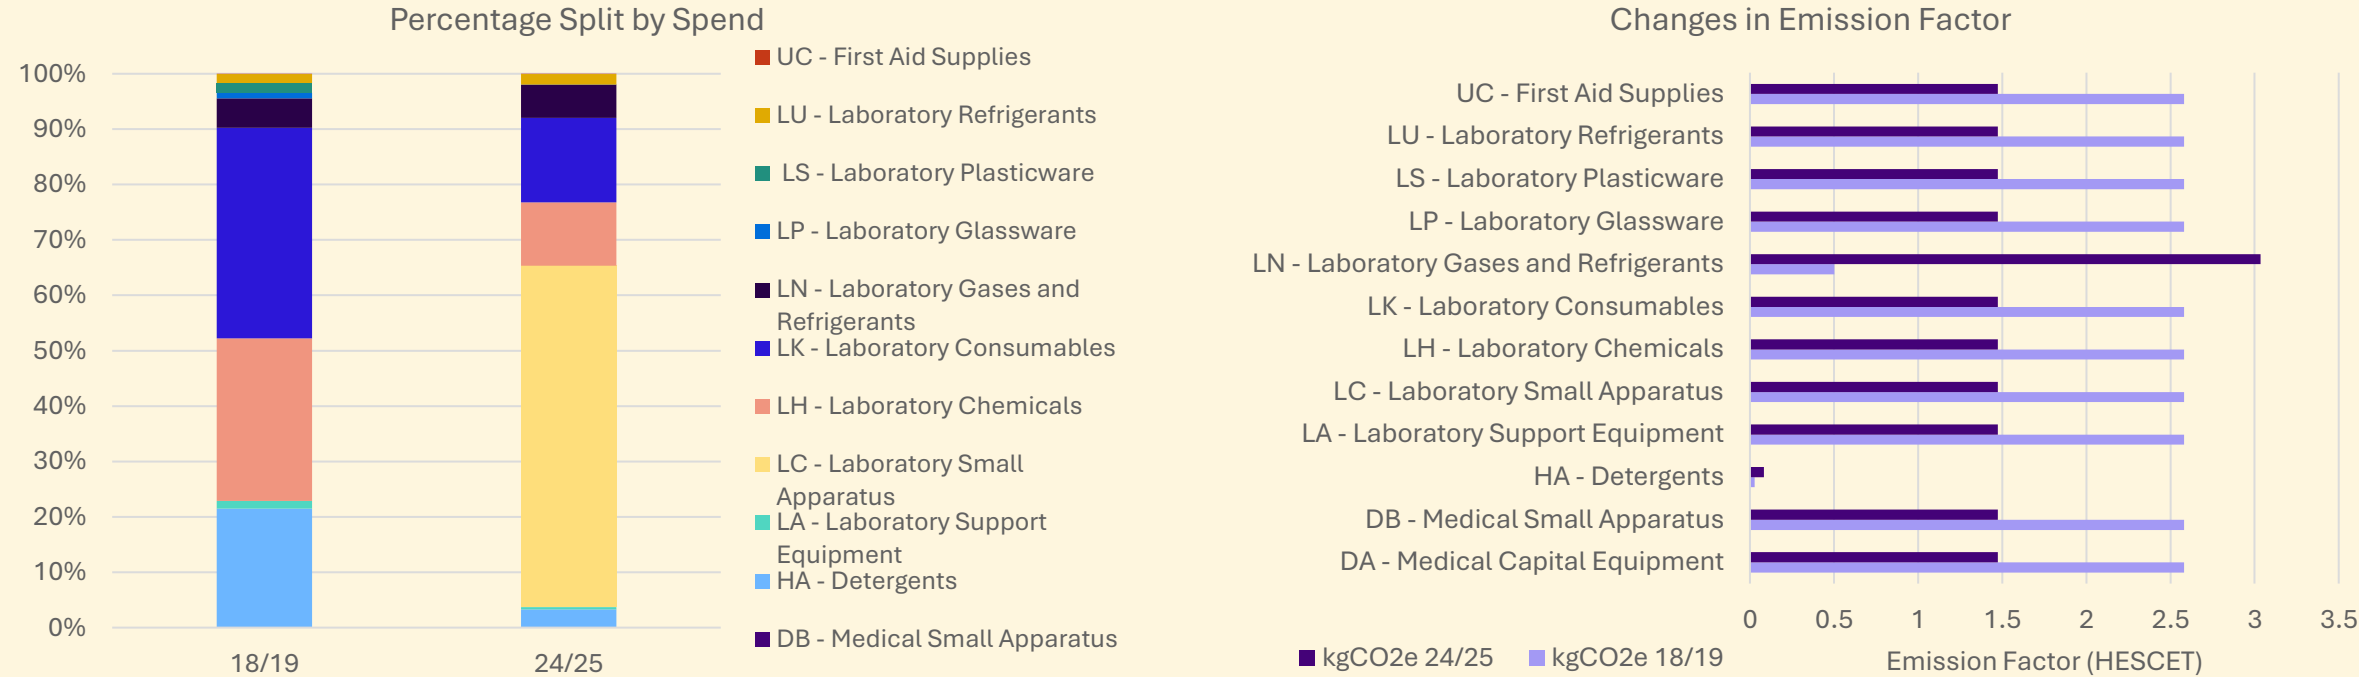 Percentage Split by Spend
100%
90%
80%
70%
60%
50%
40%
30%
20%
10%
0%
18/19
24/25
UC - First Aid Supplies
LU - Laboratory Refrigerants
LS - Laboratory Plasticware
LP - Laboratory Glassware
LN - Laboratory Gases and
Refrigerants
LK - Laboratory Consumables
LH - Laboratory Chemicals
LC - Laboratory Small
Apparatus
LA - Laboratory Support
Equipment
HA - Detergents
DB - Medical Small Apparatus
Changes in Emission Factor
UC - First Aid Supplies
LU - Laboratory Refrigerants
LS - Laboratory Plasticware
LP - Laboratory Glassware
LN - Laboratory Gases and Refrigerants
LK - Laboratory Consumables
LH - Laboratory Chemicals
LC - Laboratory Small Apparatus
LA - Laboratory Support Equipment
HA - Detergents
DB - Medical Small Apparatus
DA - Medical Capital Equipment
0 0.5 1 1.5 2 2.5 3 3.5
kgCO2e 24/25 kgCO2e 18/19
Emission Factor (HESCET)